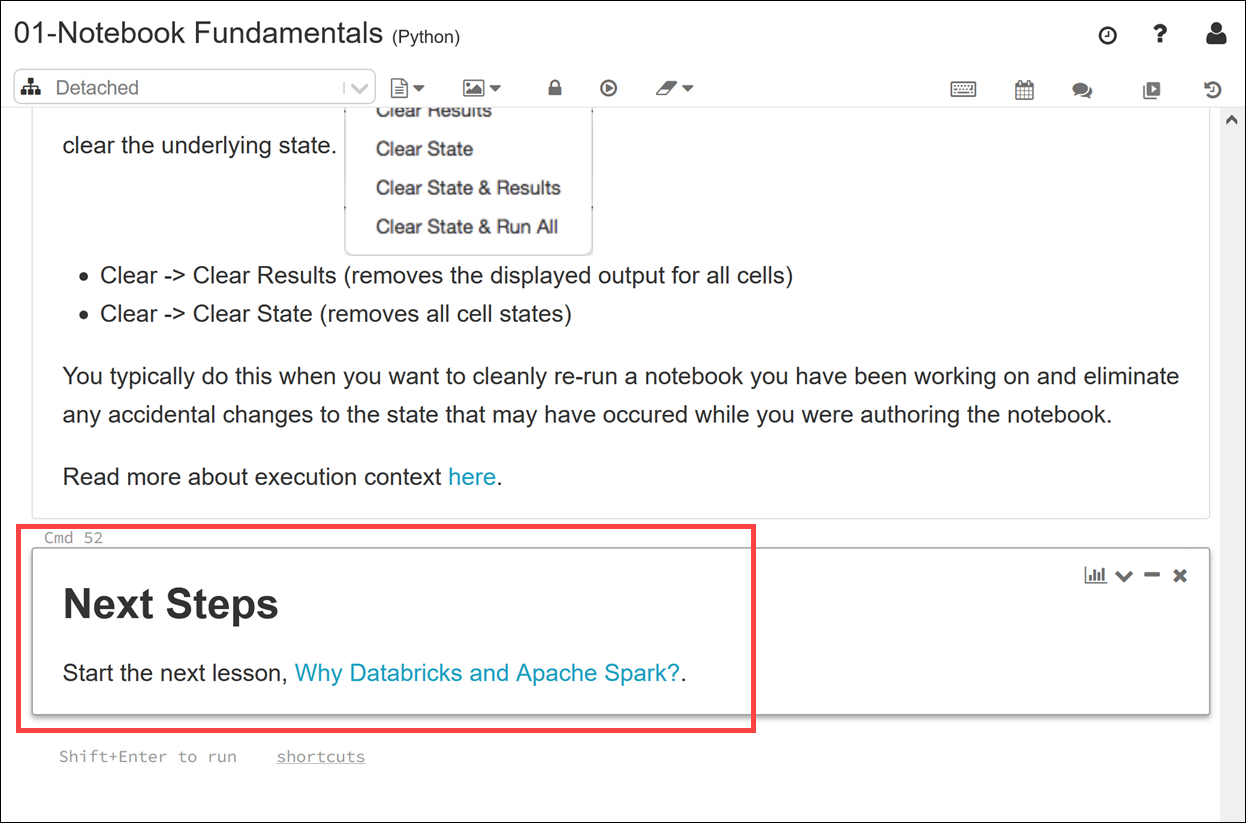 01-Notebook Fundamentals (Python)
Detached
Clear Results
clear the underlying state.
Clear State
Clear State & Results
Clear State & Run All
Clear -> Clear Results (removes the displayed output for all cells)
Clear -> Clear State (removes all cell states)
You typically do this when you want to cleanly re-run a notebook you have been working on and eliminate
any accidental changes to the state that may have occured while you were authoring the notebook.
Read more about execution context here.
Cmd 52
Next Steps
Start the next lesson, Why Databricks and Apache Spark?.
Shift+Enter to run shortcuts